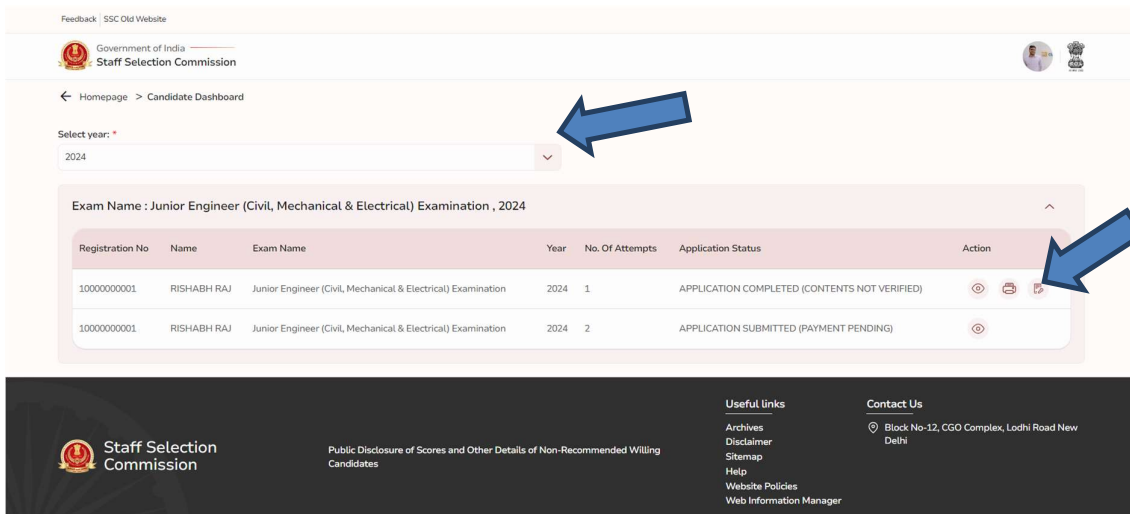 Feedback SSC Old Website
Government of India
Staff Selection Commission
Homepage > Candidate Dashboard
Select year: *
2024
Exam Name : Junior Engineer (Civil, Mechanical & Electrical) Examination , 2024
Registration No Name Exam Name Year No. Of Attempts Application Status Action
10000000001 RISHABH RAJ Junior Engineer (Civil, Mechanical & Electrical) Examination 2024 1 APPLICATION COMPLETED (CONTENTS NOT VERIFIED)
10000000001 RISHABH RAJ Junior Engineer (Civil, Mechanical & Electrical) Examination 2024 2 APPLICATION SUBMITTED (PAYMENT PENDING)
Staff Selection
Commission
Public Disclosure of Scores and Other Details of Non-Recommended Willing
Candidates
Useful links
Archives
Disclaimer
Sitemap
Help
Website Policies
Web Information Manager
Contact Us
Block No-12, CGO Complex, Lodhi Road New
Delhi